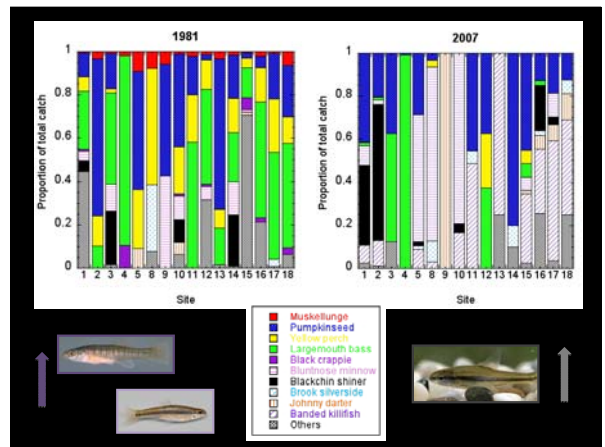 1981
Proportion of total catch
1
0.8
0.6
0.4
0.2
0
1 2 3 4 5 8 9 10 11 12 13 14 15 16 17 18
Site
2007
Proportion of total catch
1
0.8
0.6
0.4
0.2
0
1 2 3 4 5 8 9 10 11 12 13 14 15 16 17 18
Site
Muskellunge
Pumpkinseed
Yellow perch
Largemouth bass
Black crappie
Bluntnose minnow
Blackchin shiner
Brook silverside
Johnny darter
Banded killifish
Others